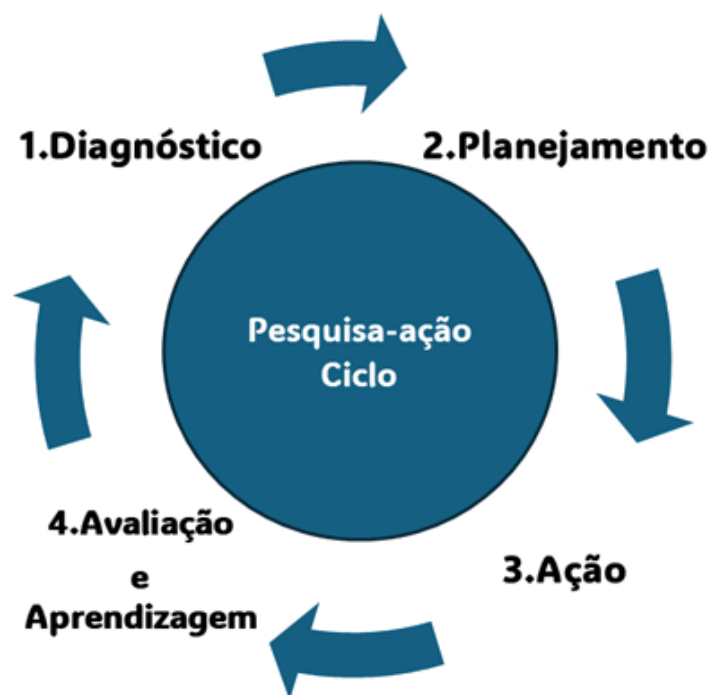 1.Diagnóstico
2.Planejamento
Pesquisa-ação
Ciclo
4.Avaliação
e
Aprendizagem
3.Ação